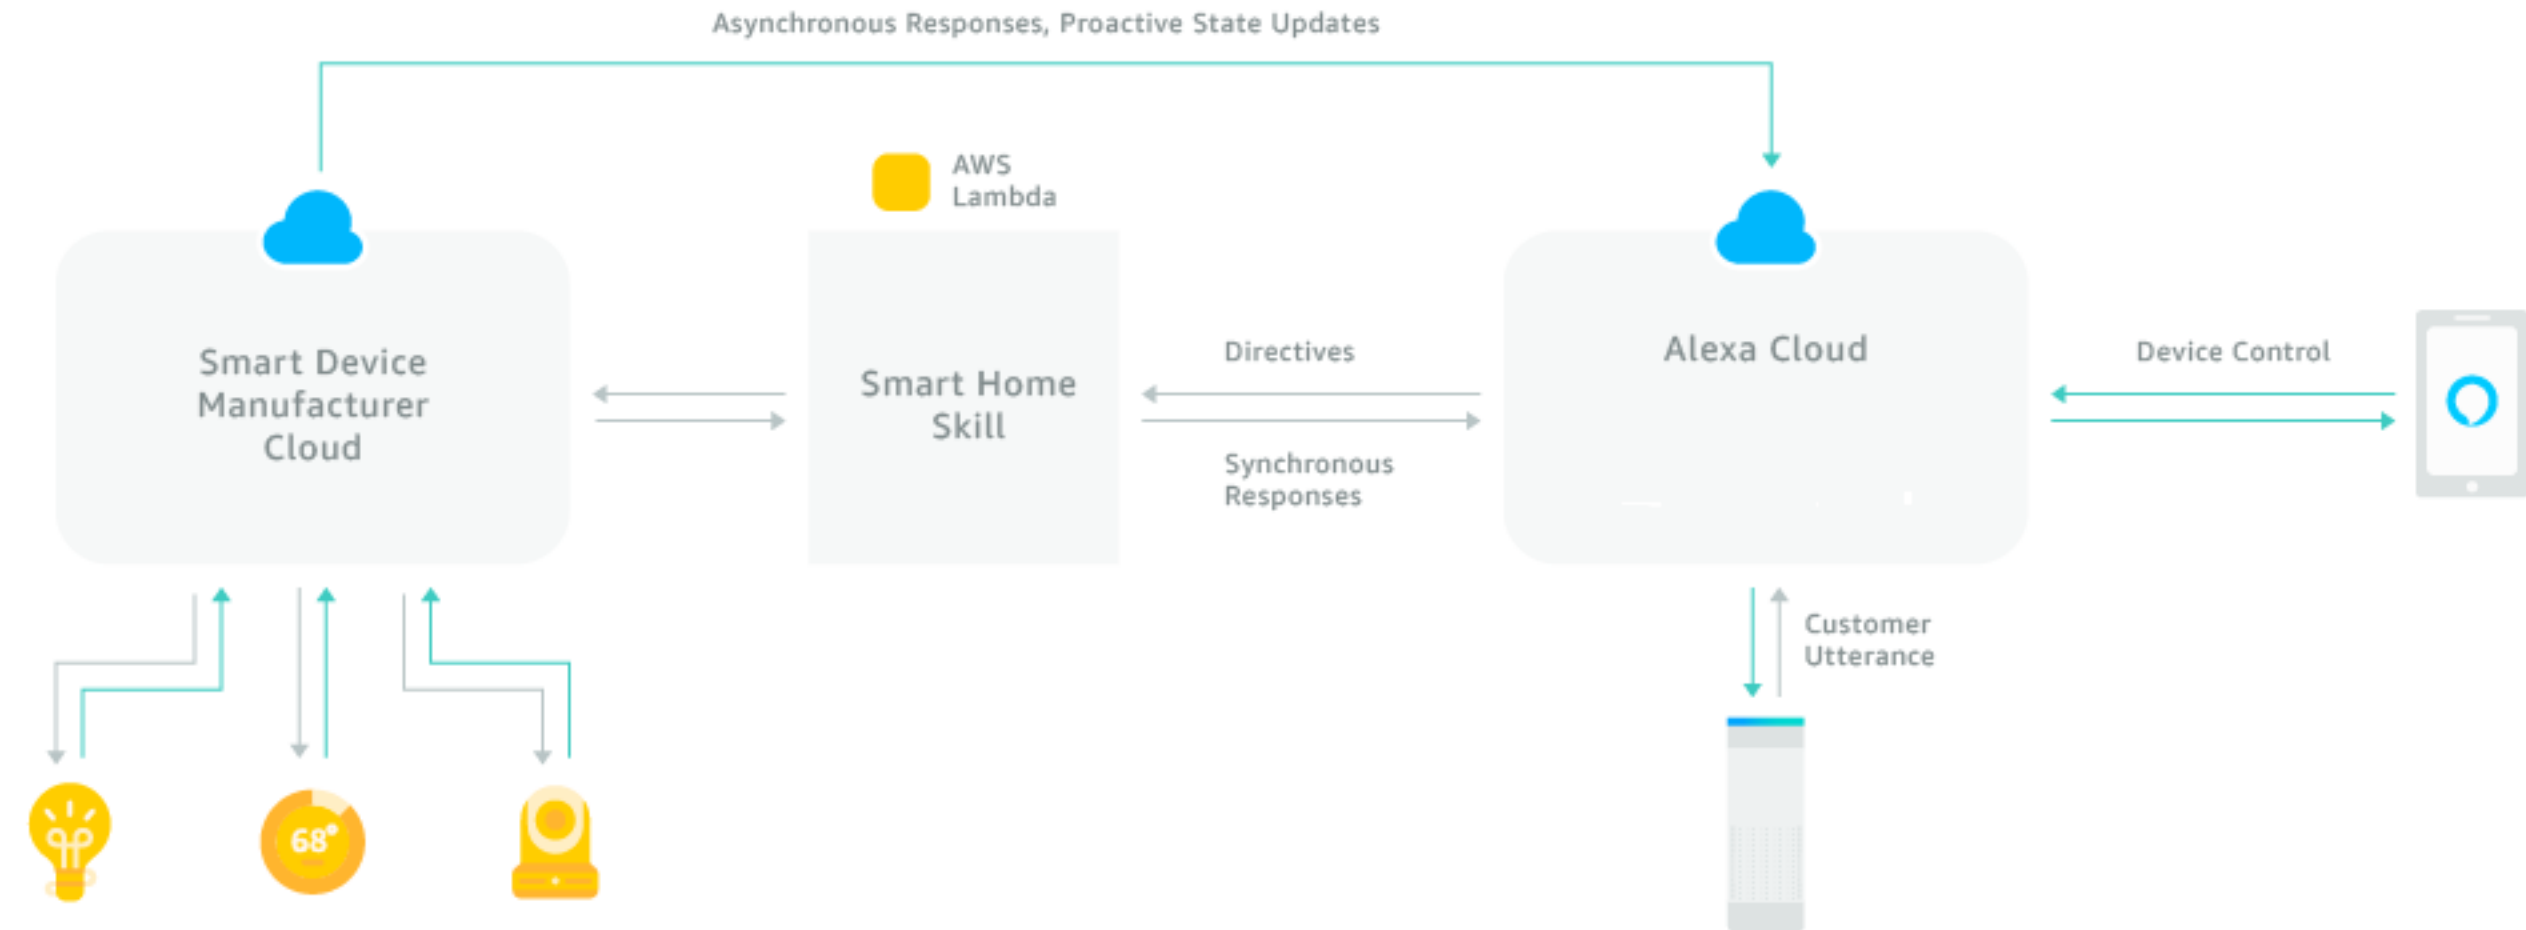 Asynchronous Responses, Proactive State Updates
AWS
Lambda
Smart Device
Manufacturer
Cloud
Smart Home
Skill
Directives
Synchronous
Responses
Alexa Cloud
Device Control
Customer
Utterance
68°